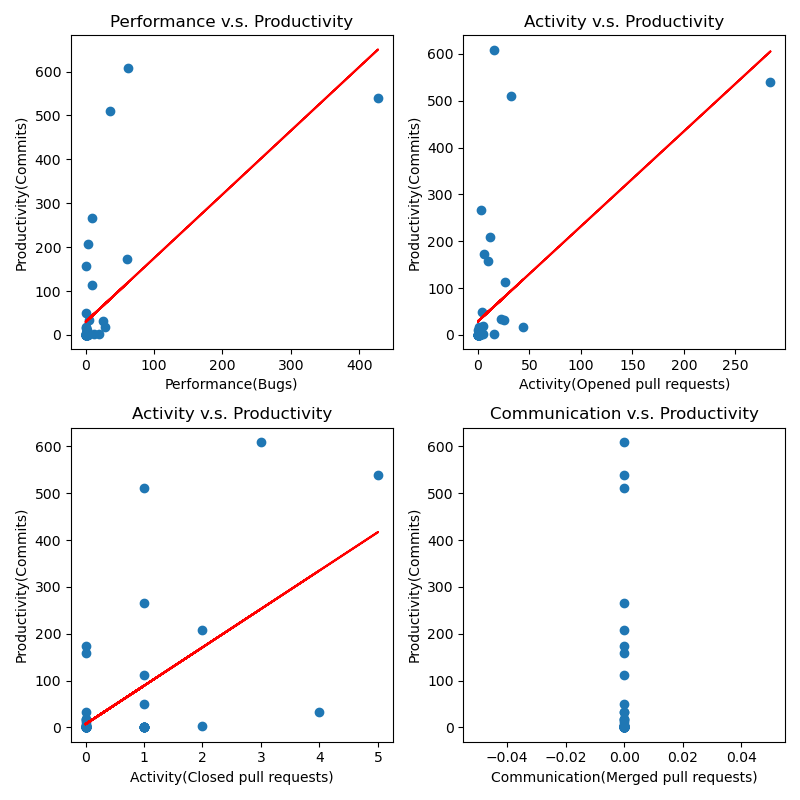 Performance v.s. Productivity
Productivity(Commits)
600
500
400
300
200
100
0
0 100 200 300 400
Performance(Bugs)
Activity v.s. Productivity
Productivity(Commits)
600
500
400
300
200
100
0
0 50 100 150 200 250
Activity(Opened pull requests)
Activity v.s. Productivity
Productivity(Commits)
600
500
400
300
200
100
0
0 1 2 3 4 5
Activity(Closed pull requests)
Communication v.s. Productivity
Productivity(Commits)
600
500
400
300
200
100
0
−0.04 −0.02 0.00 0.02 0.04
Communication(Merged pull requests)